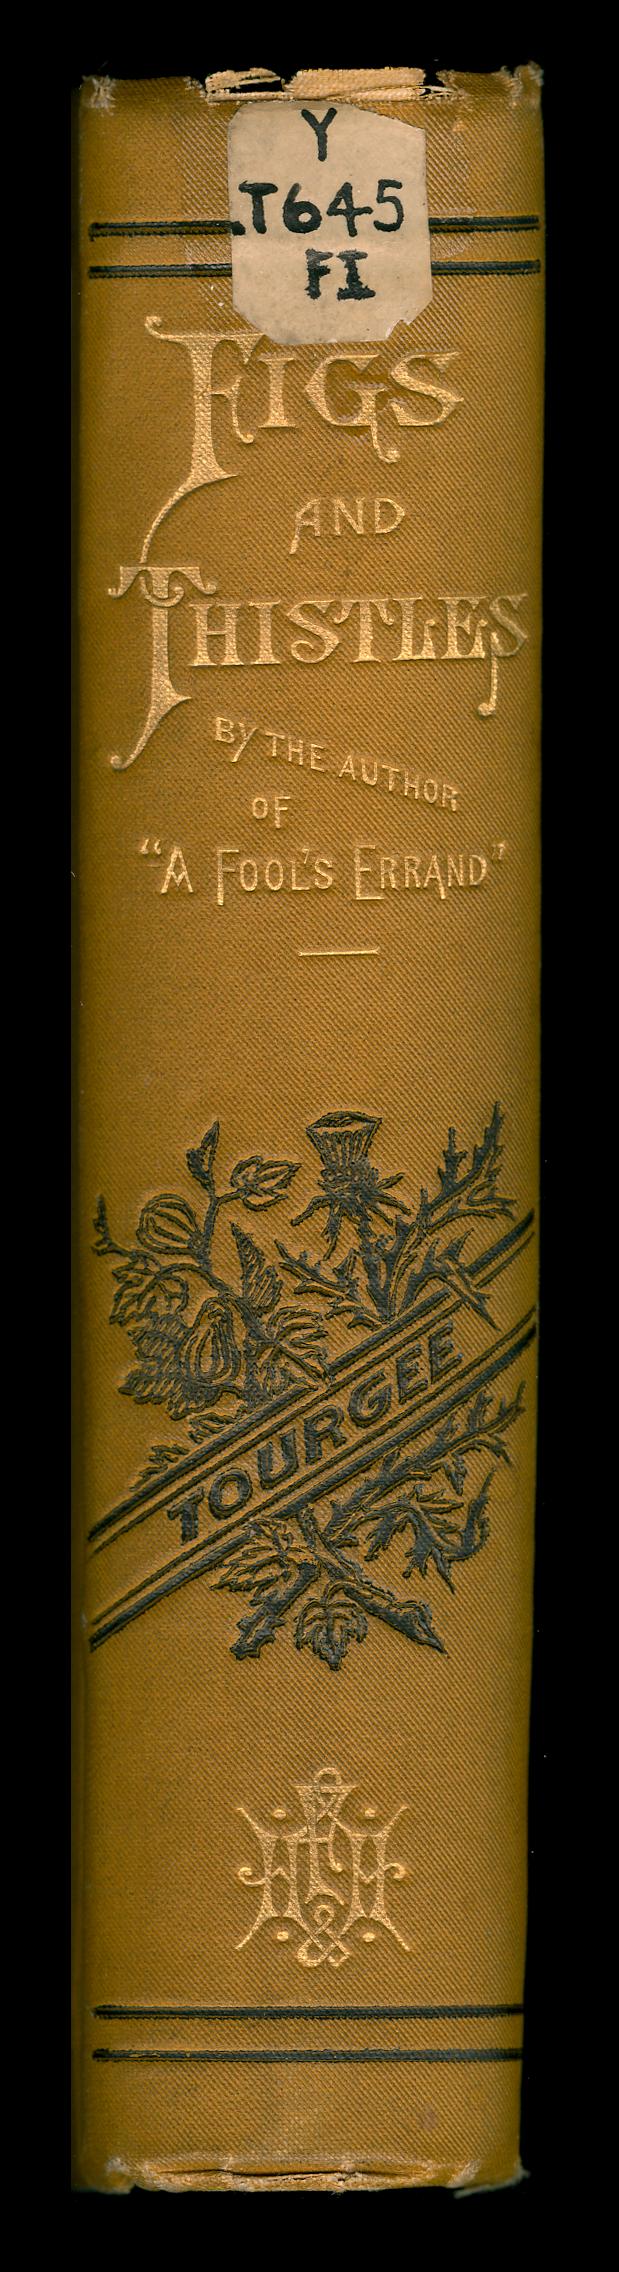 Y
.T645
FI
FIGS
AND
THISTLES
BY THE AUTHOR
OF
"A FOOL'S ERRAND"
TOURGEE